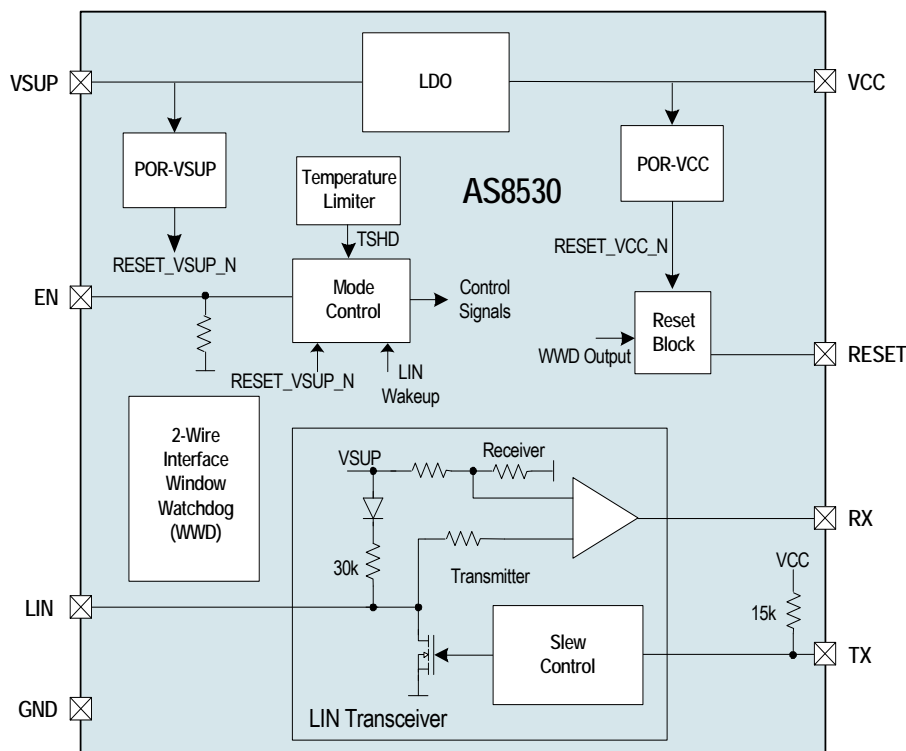 VSUP
LDO
VCC
POR-VSUP
POR-VCC
Temperature
Limiter
AS8530
TSHD
RESET_VSUP_N
RESET_VCC_N
EN
Mode
Control
Control
Signals
Reset
Block
WWD Output
RESET
RESET_VSUP_N
LIN
Wakeup
2-Wire
Interface
Window
Watchdog
(WWD)
VSUP
Receiver
RX
30k
Transmitter
VCC
15k
LIN
Slew
Control
TX
GND
LIN Transceiver